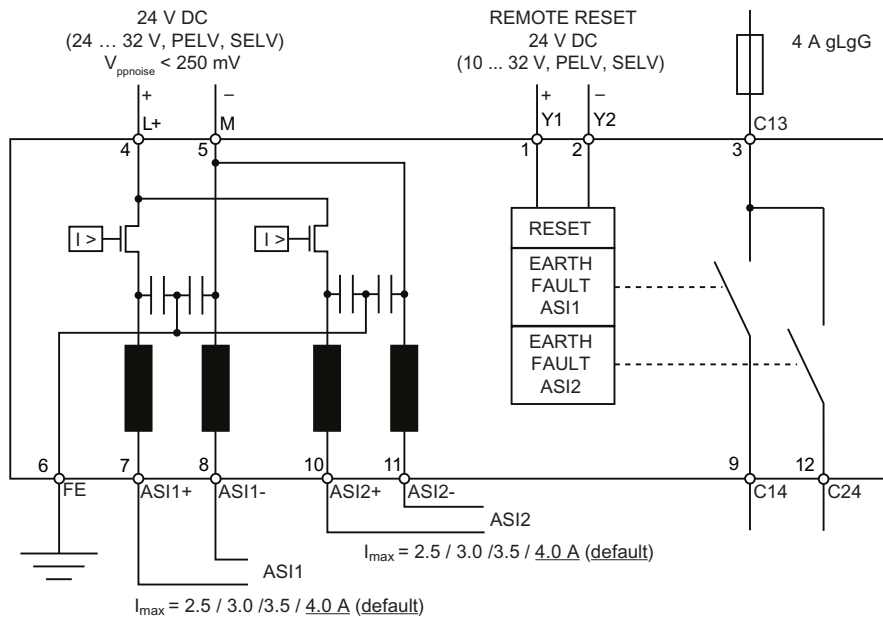 24 V DC
(24 … 32 V, PELV, SELV)
Vppnoise < 250 mV
REMOTE RESET
24 V DC
(10 ... 32 V, PELV, SELV)
4 A gLgG
+
–
+
–
L+
M
Y1
Y2
C13
4
5
1
2
3
I >
I >
RESET
EARTH
FAULT
ASI1
EARTH
FAULT
ASI2
6
7
8
10
11
9
12
FE
ASI1+
ASI1-
ASI2+
ASI2-
C14
C24
ASI2
Imax = 2.5 / 3.0 /3.5 / 4.0 A (default)
ASI1
Imax = 2.5 / 3.0 /3.5 / 4.0 A (default)